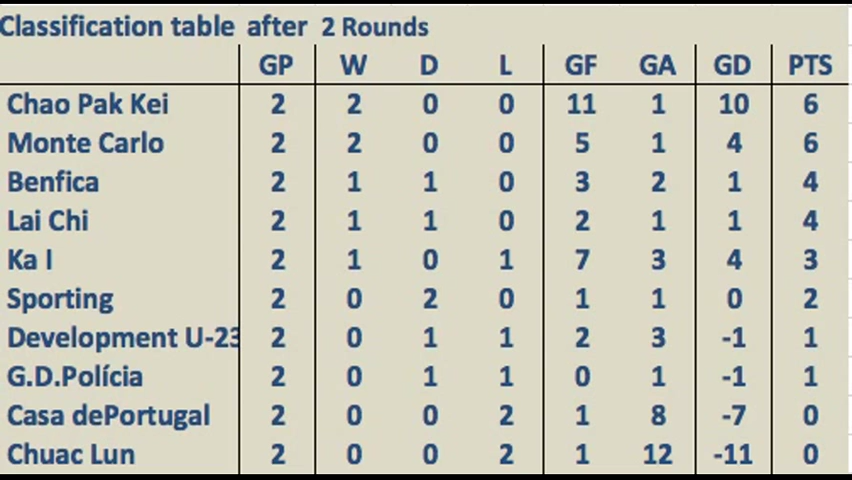 Classification table after 2 Rounds
GP W D L GF GA GD PTS
Chao Pak Kei 2 2 0 0 11 1 10 6
Monte Carlo 2 2 0 0 5 1 4 6
Benfica 2 1 1 0 3 2 1 4
Lai Chi 2 1 1 0 2 1 1 4
Ka I 2 1 0 1 7 3 4 3
Sporting 2 0 2 0 1 1 0 2
Development U-23 2 0 1 1 2 3 -1 1
G.D.Polícia 2 0 1 1 0 1 -1 1
Casa dePortugal 2 0 0 2 1 8 -7 0
Chuac Lun 2 0 0 2 1 12 -11 0